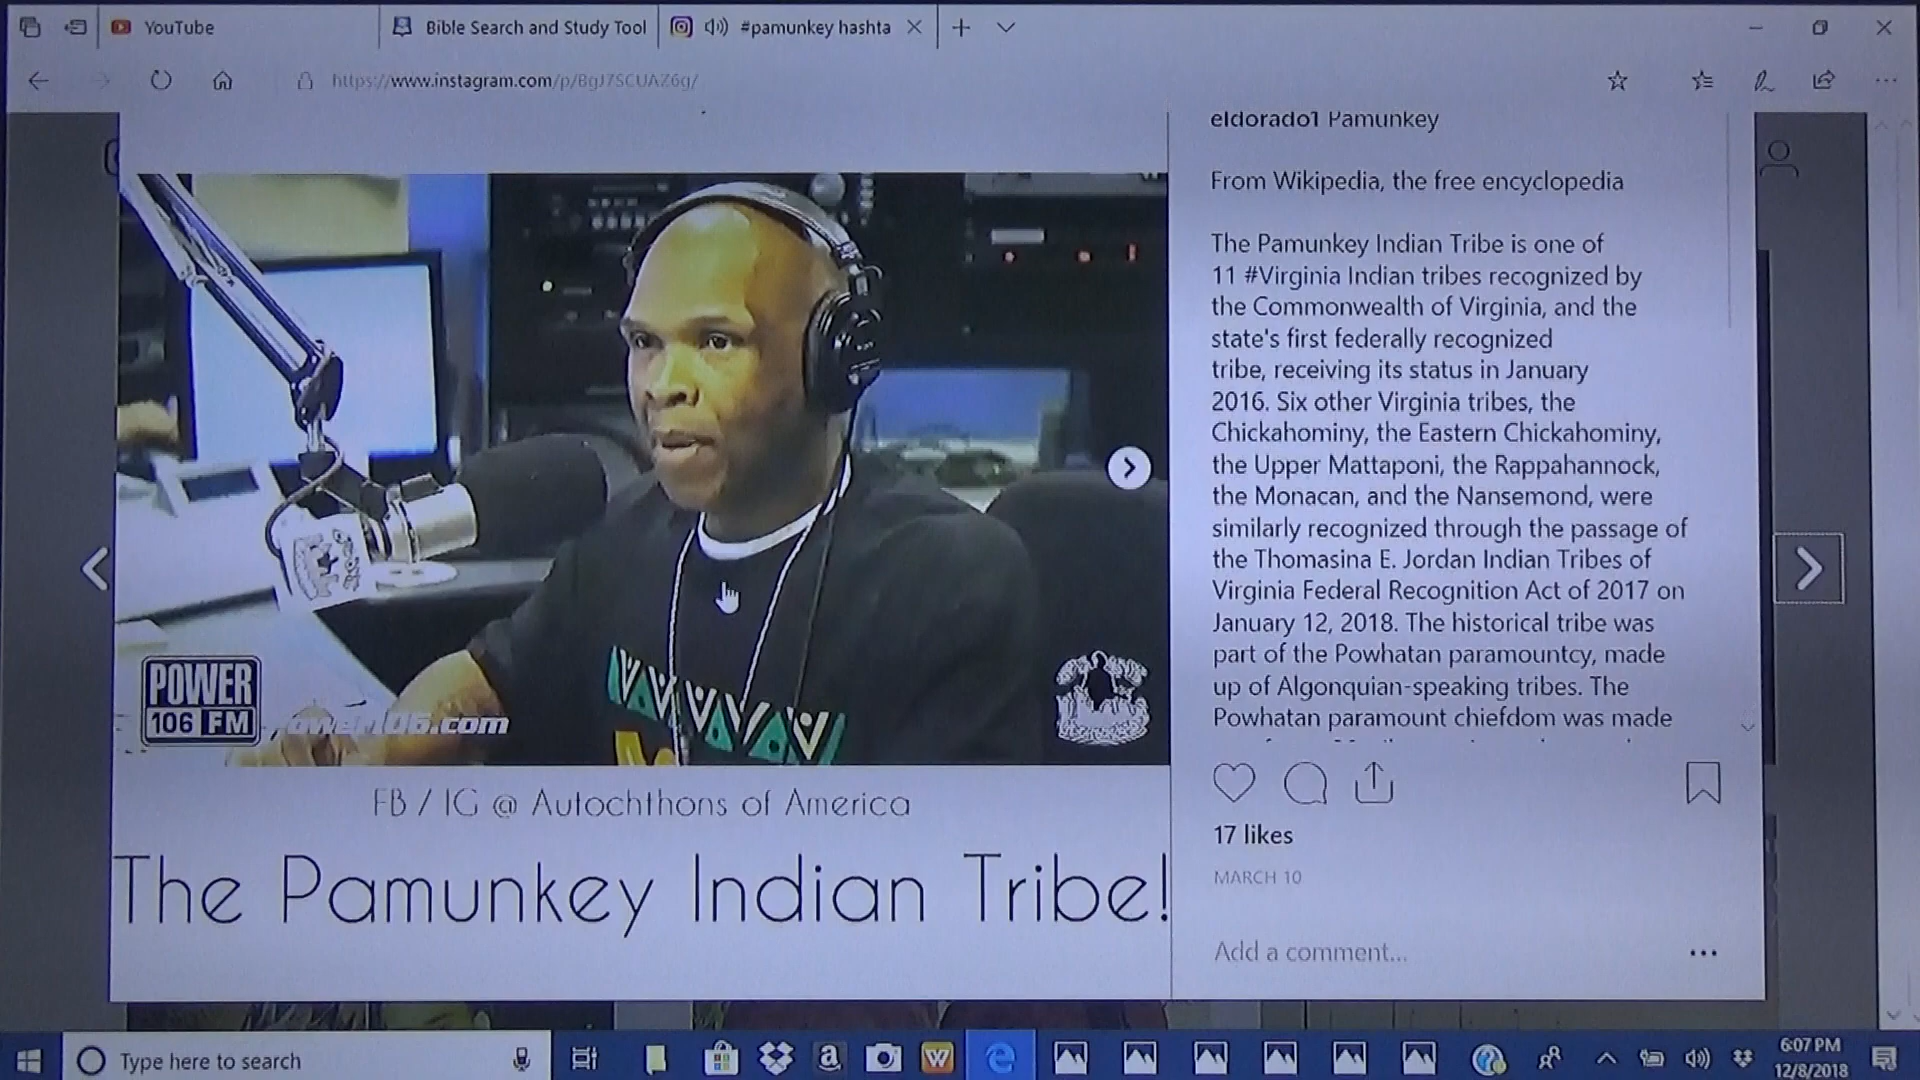 YouTube
Bible Search and Study Tool
#pamunkey hashta
https://www.instagram.com/p/BgJ7SCUAZ6g/
eldorado1 Pamunkey
From Wikipedia, the free encyclopedia
The Pamunkey Indian Tribe is one of
11 #Virginia Indian tribes recognized by
the Commonwealth of Virginia, and the
state's first federally recognized
tribe, receiving its status in January
2016. Six other Virginia tribes, the
Chickahominy, the Eastern Chickahominy,
the Upper Mattaponi, the Rappahannock,
the Monacan, and the Nansemond, were
similarly recognized through the passage of
the Thomasina E. Jordan Indian Tribes of
Virginia Federal Recognition Act of 2017 on
January 12, 2018. The historical tribe was
part of the Powhatan paramountcy, made
up of Algonquian-speaking tribes. The
Powhatan paramount chiefdom was made
POWER
106 FM
power106.com
FB / IG @ Autochthons of America
The Pamunkey Indian Tribe!
17 likes
MARCH 10
Add a comment...
Type here to search
6:07 PM
12/8/2018